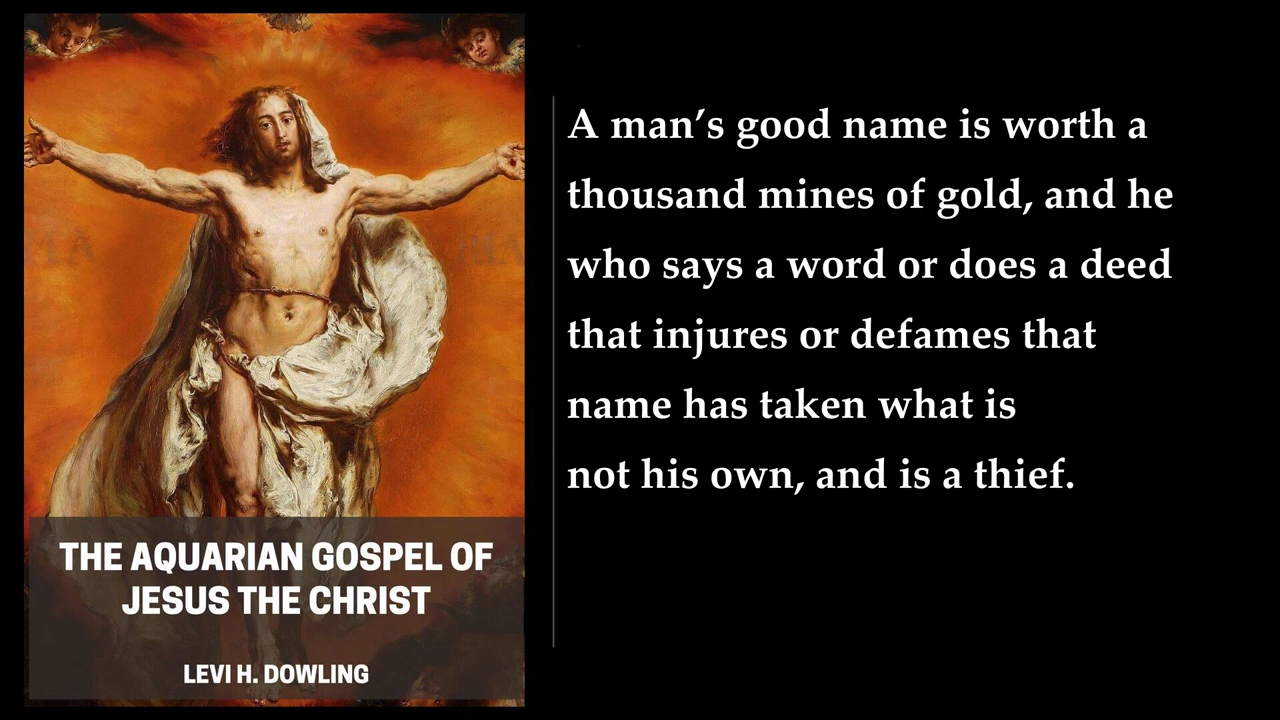 A man’s good name is worth a
thousand mines of gold, and he
who says a word or does a deed
that injures or defames that
name has taken what is
not his own, and is a thief.
THE AQUARIAN GOSPEL OF
JESUS THE CHRIST
LEVI H. DOWLING